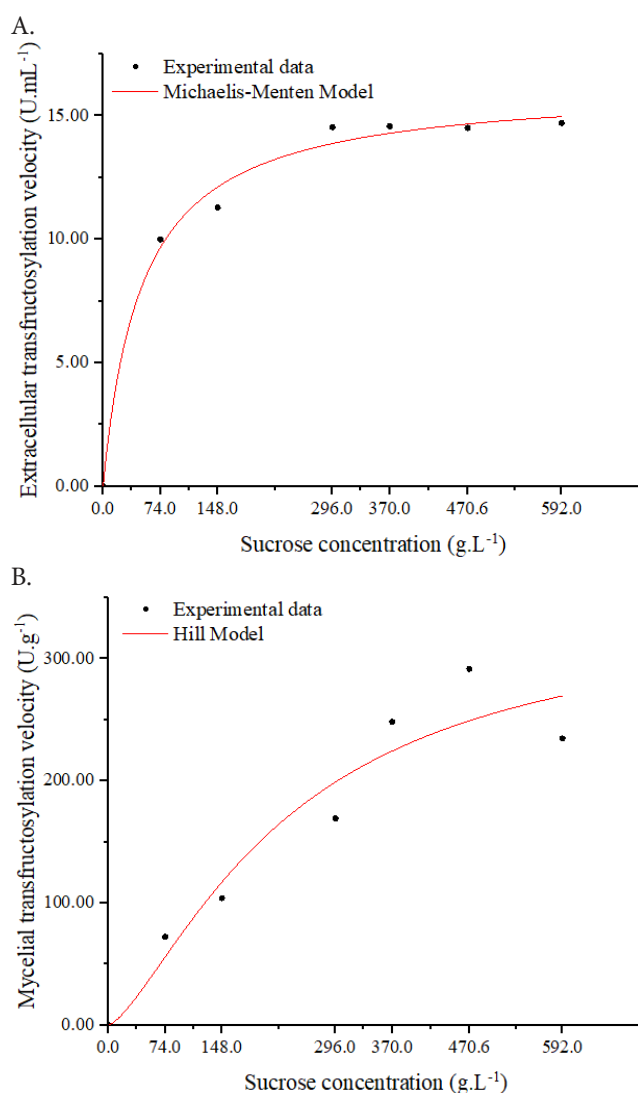 A.
Experimental data
Michaelis-Menten Model
Extracellular transfructosylation velocity (U.mL⁻¹)
15.00
10.00
5.00
0.00
0.0 74.0 148.0 296.0 370.0 470.6 592.0
Sucrose concentration (g.L⁻¹)
B.
Experimental data
Hill Model
Mycelial transfructosylation velocity (U.g⁻¹)
300.00
200.00
100.00
0.00
0.0 74.0 148.0 296.0 370.0 470.6 592.0
Sucrose concentration (g.L⁻¹)